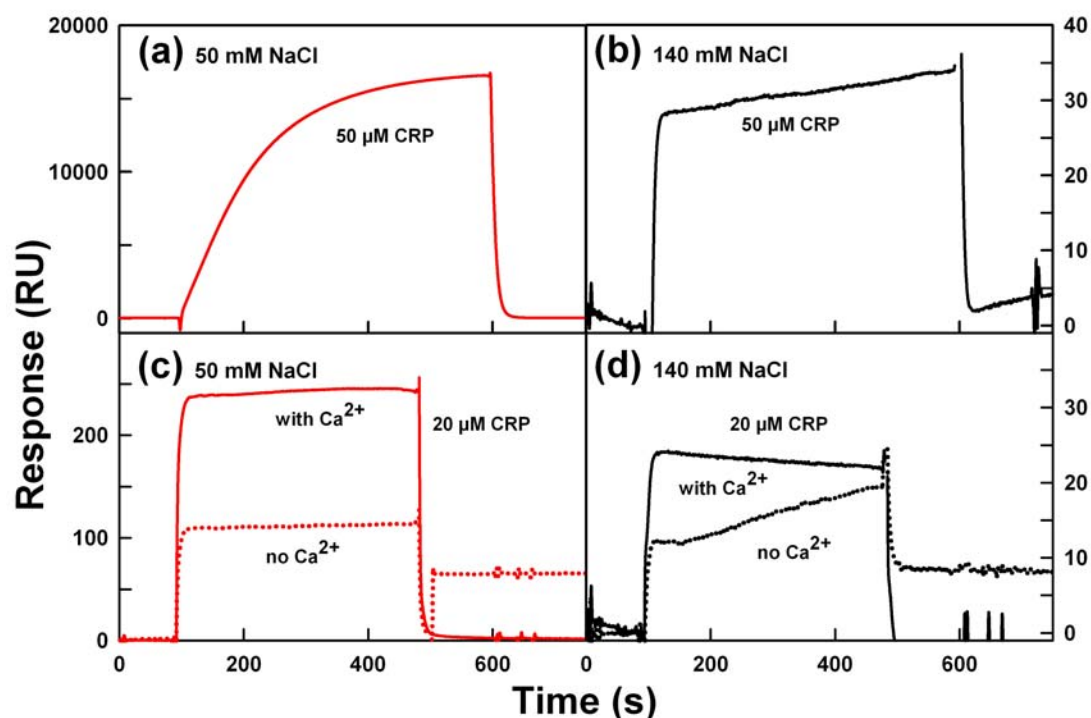 20000
(a) 50 mM NaCl
50 µM CRP
10000
0
(b) 140 mM NaCl
50 µM CRP
40
30
20
10
0
Response (RU)
(c) 50 mM NaCl
with Ca2+
20 µM CRP
no Ca2+
200
100
0
(d) 140 mM NaCl
20 µM CRP
with Ca2+
no Ca2+
30
20
10
0
0 200 400 600 0 200 400 600
Time (s)